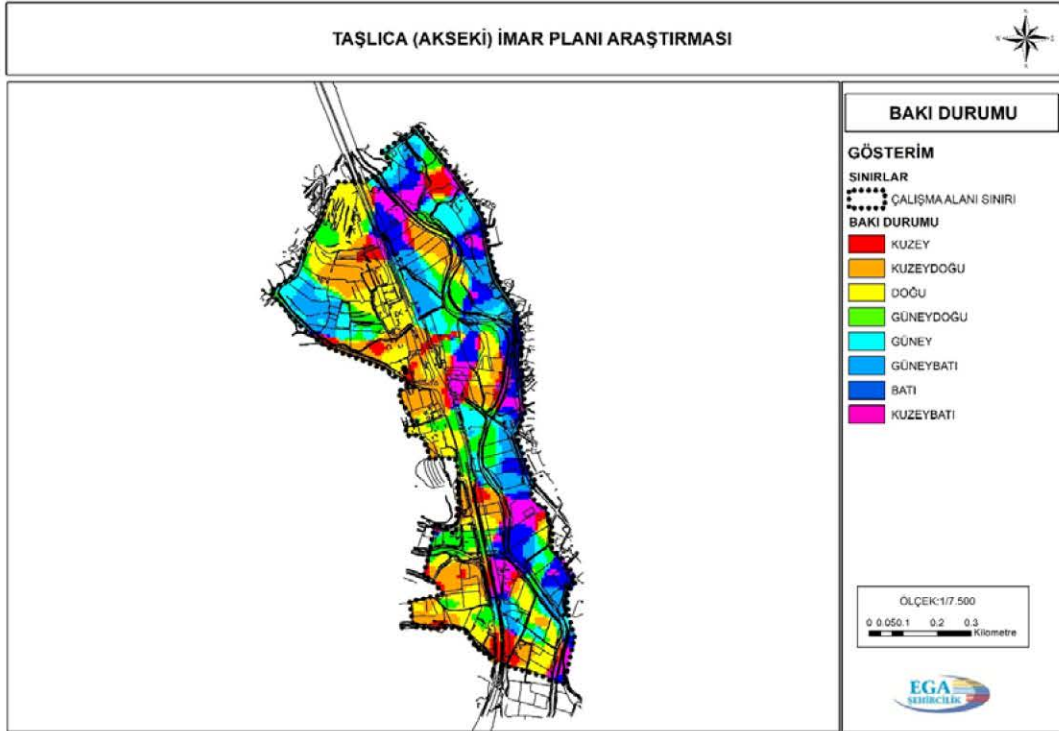 TAŞLICA (AKSEKİ) İMAR PLANI ARAŞTIRMASI
BAKI DURUMU
GÖSTERİM
SINIRLAR
ÇALIŞMA ALANI SINIRI
BAKI DURUMU
KUZEY
KUZEYDOĞU
DOĞU
GÜNEYDOĞU
GÜNEY
GÜNEYBATI
BATI
KUZEYBATI
ÖLÇEK:1/7.500
0 0.050.1 0.2 0.3
Kilometre
EGA
ŞEHİRCİLİK